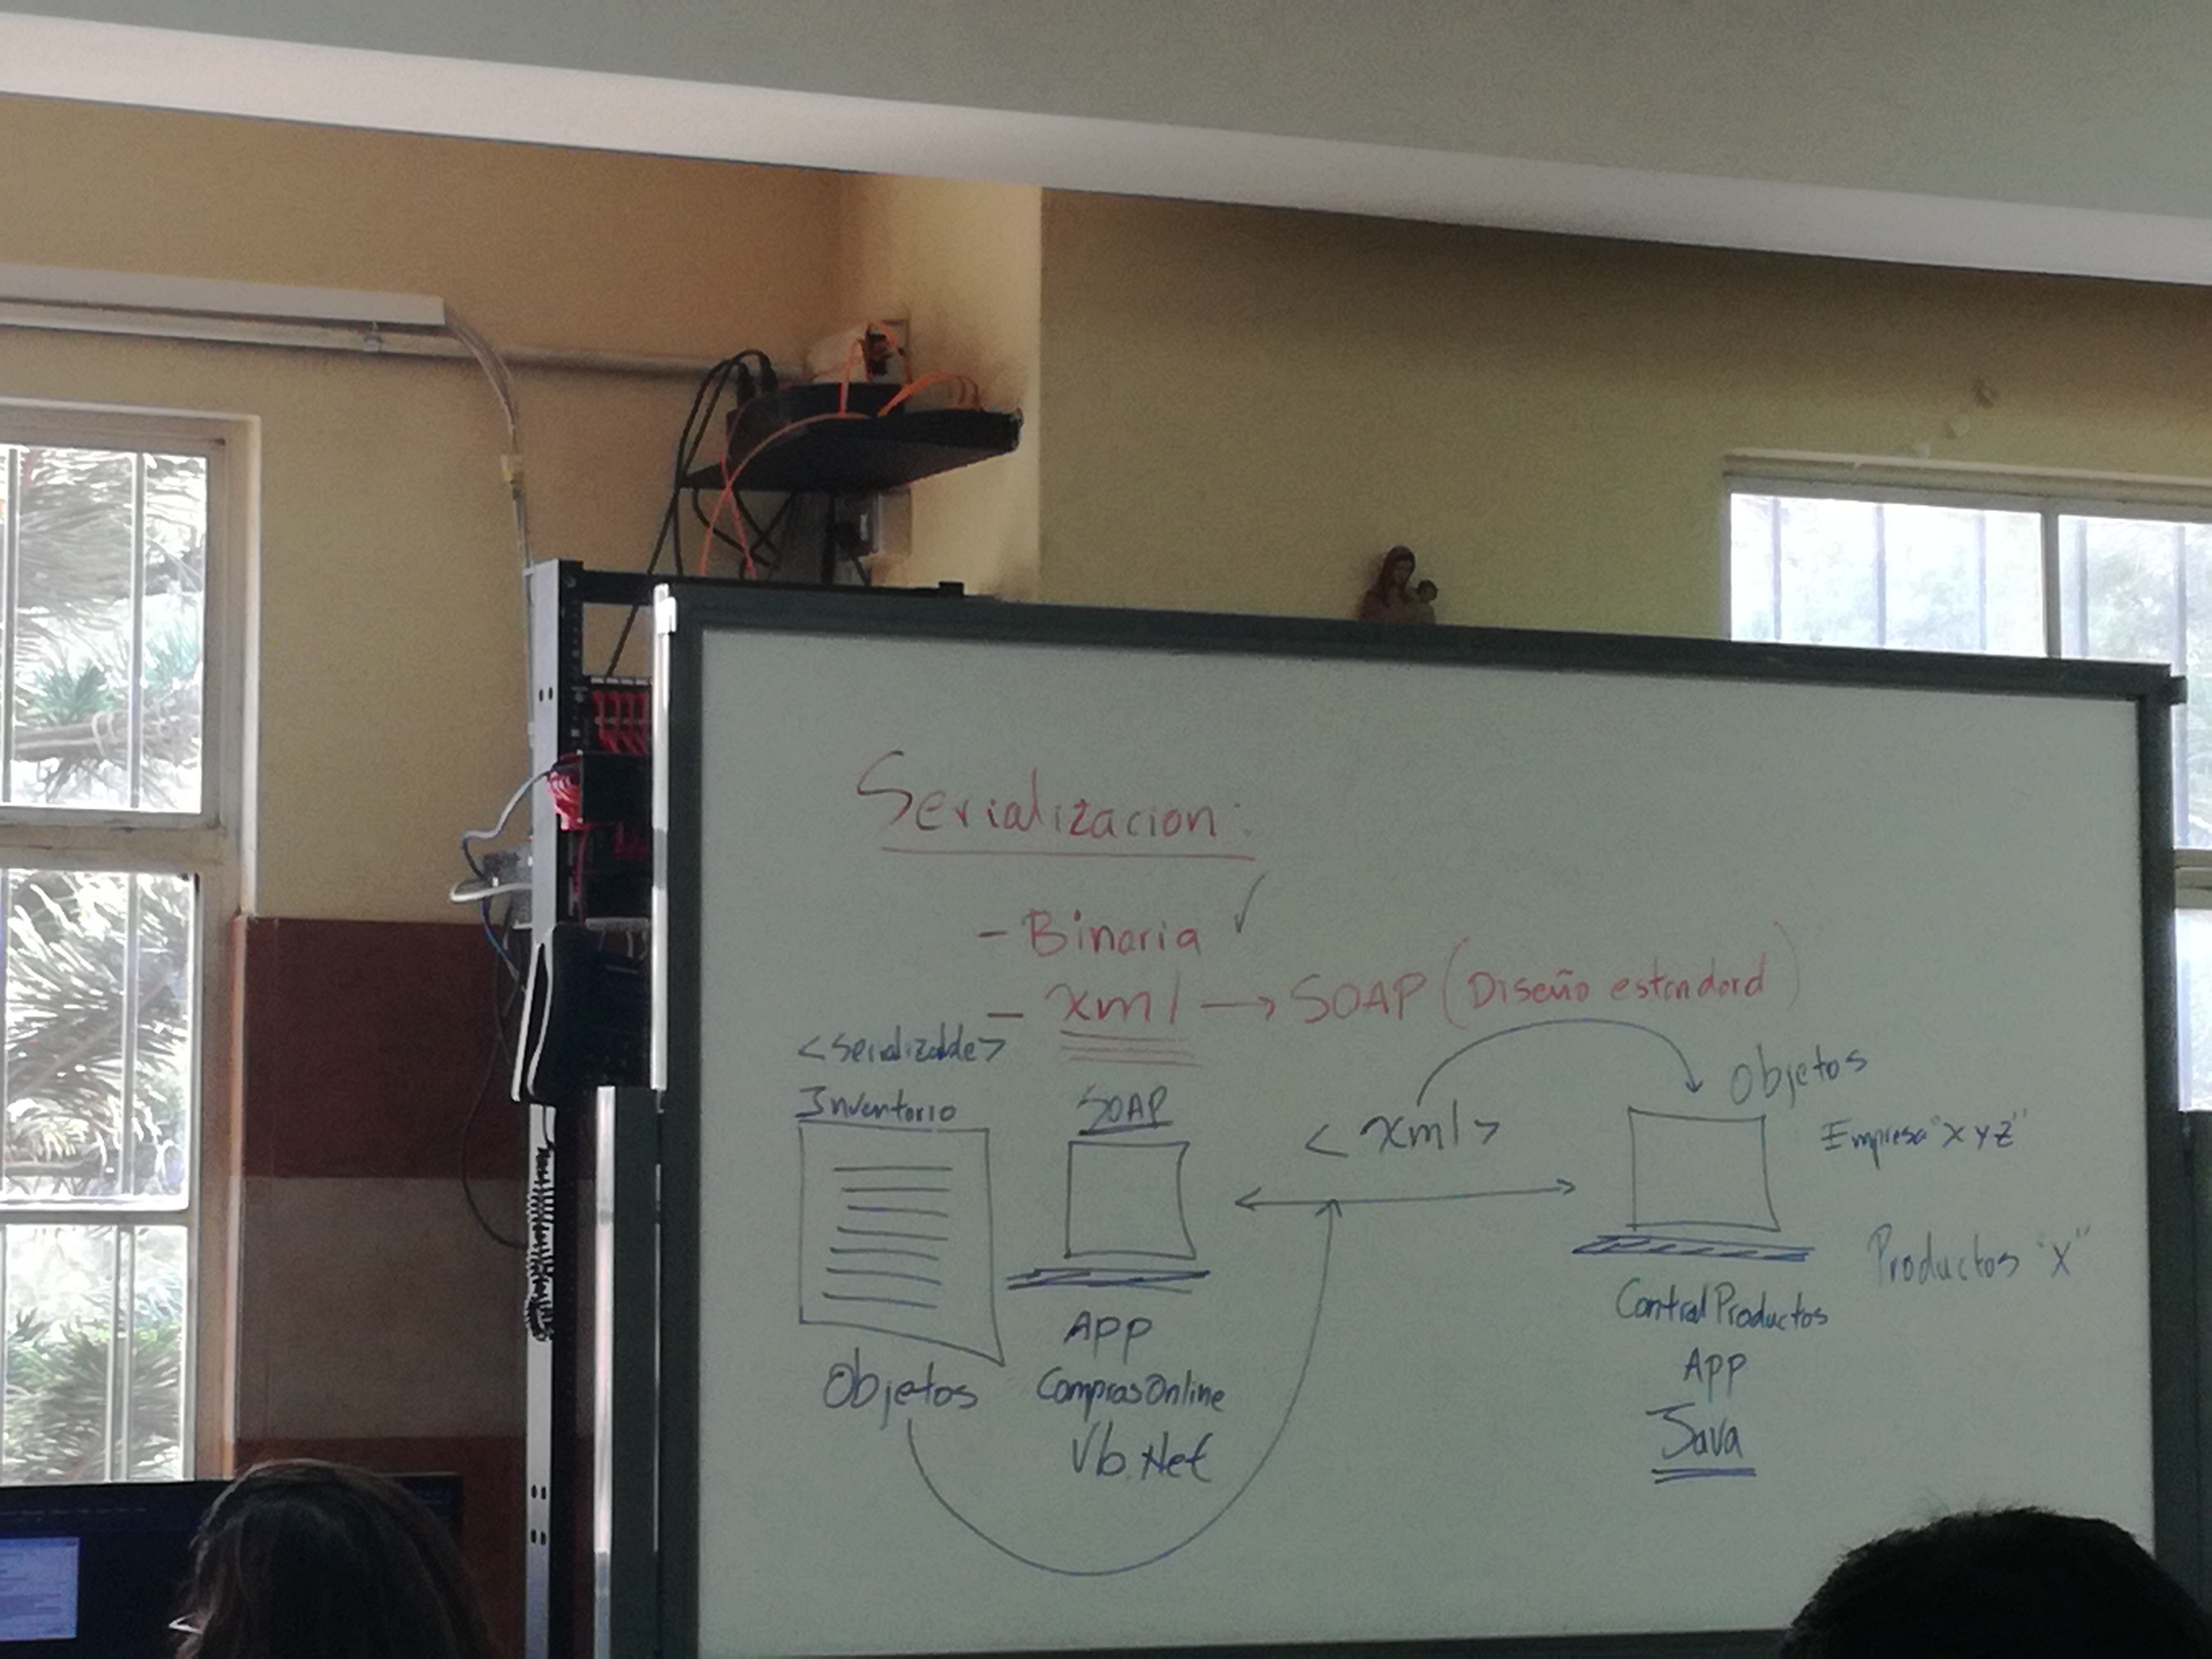 Serializacion:
- Binaria ✓
- xml → SOAP (Diseño estandard)
<Serializable>
Inventario
Objetos
SOAP
APP
ComprasOnline
Vb.Net
<xml>
Objetos
Empresa "XYZ"
Productos "X"
Control Productos
App
Java